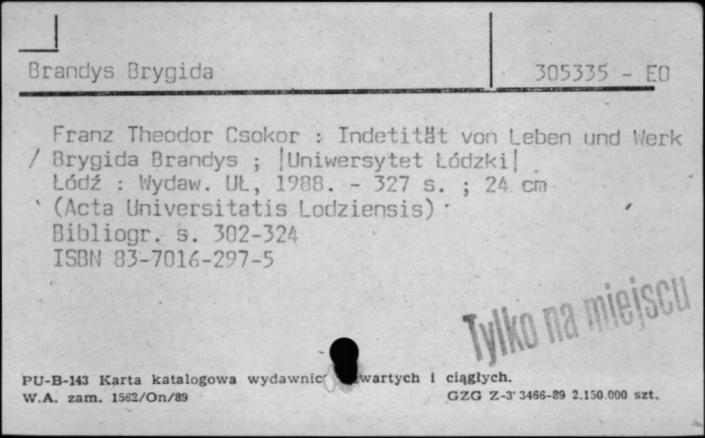 Brandys Brygida 305335 - EO
Franz Theodor Csokor : Indetität von Leben und Werk
/ Brygida Brandys ; |Uniwersytet Łódzki| .
Łódź : Wydaw. UŁ, 1988. - 327 s. ; 24 cm
(Acta Universitatis Lodziensis)
Bibliogr. s. 302-324
ISBN 83-7016-297-5
Tylko na miejscu
PU-B-143 Karta katalogowa wydawnic wartych i ciągłych.
W.A. zam. 1562/On/89 GZG Z-3 3466-89 2.150.000 szt.